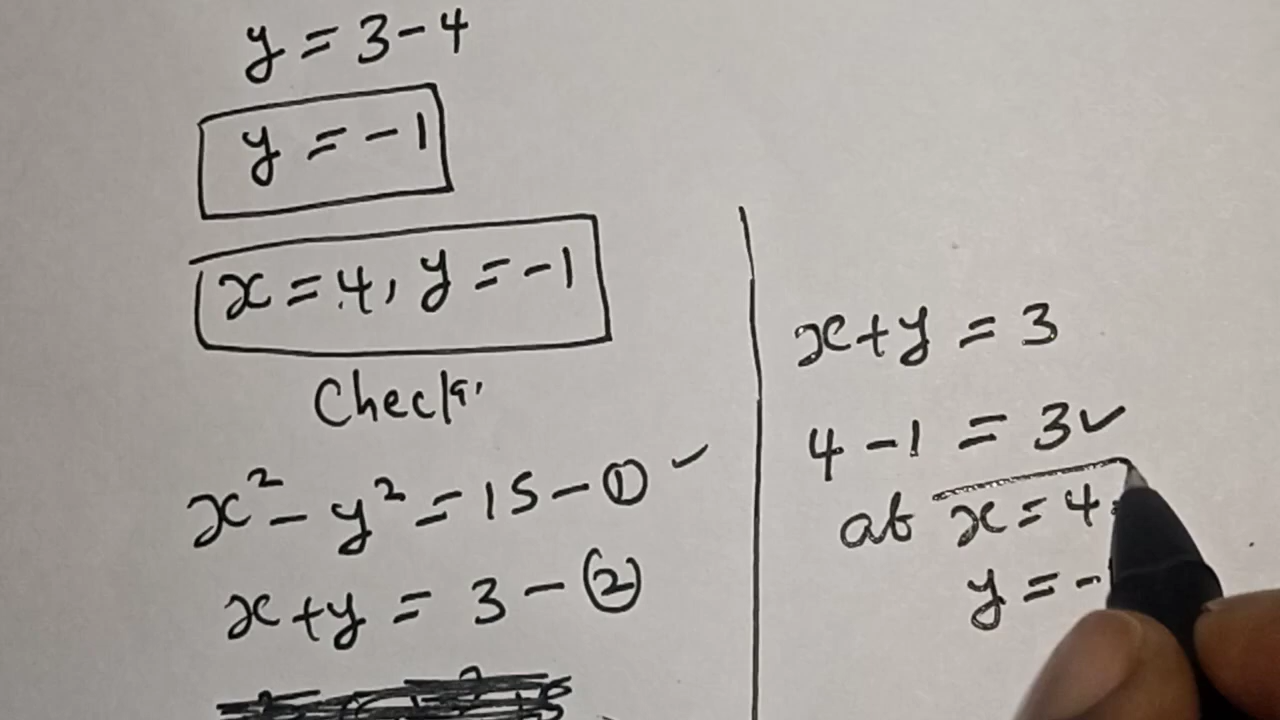 y = 3 - 4
y = -1
x = 4, y = -1
Check
x² - y² = 15 - ① ✓
x + y = 3 - ②
x + y = 3
4 - 1 = 3 ✓
at x = 4
y = -